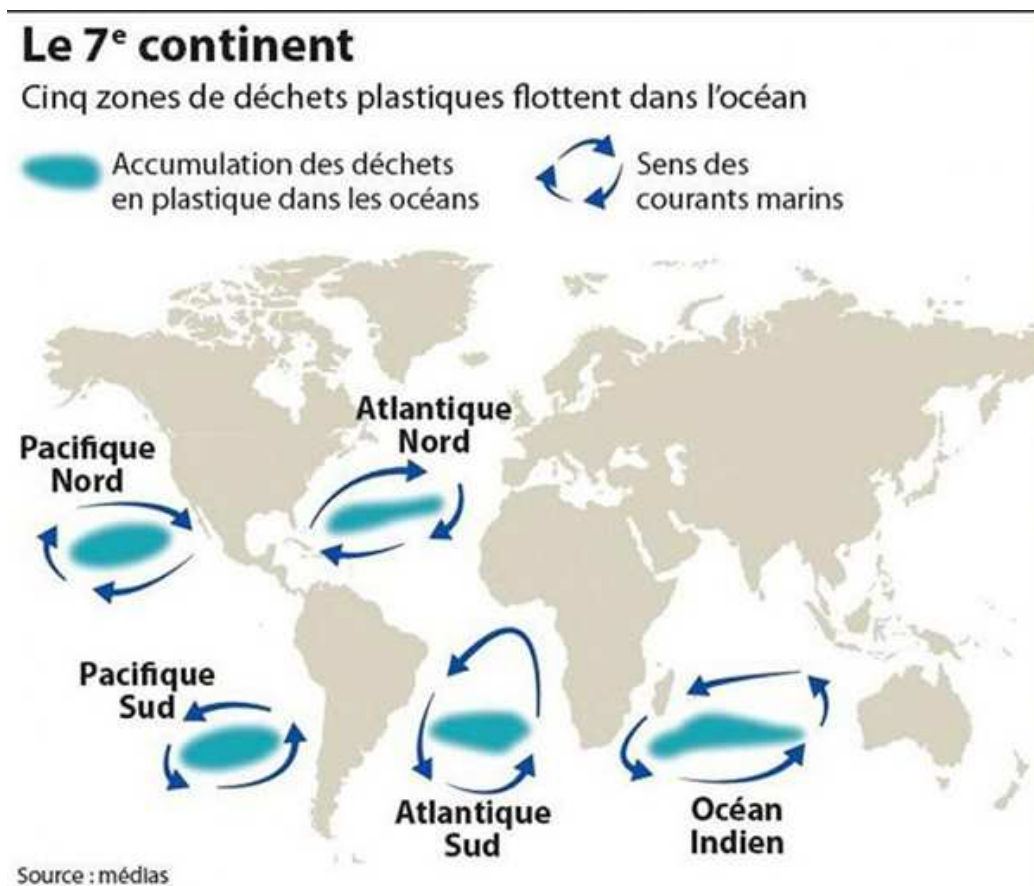 Le 7e continent
Cinq zones de déchets plastiques flottent dans l'océan
Accumulation des déchets
en plastique dans les océans
Sens des
courants marins
Atlantique
Nord
Pacifique
Nord
Pacifique
Sud
Atlantique
Sud
Océan
Indien
Source : médias